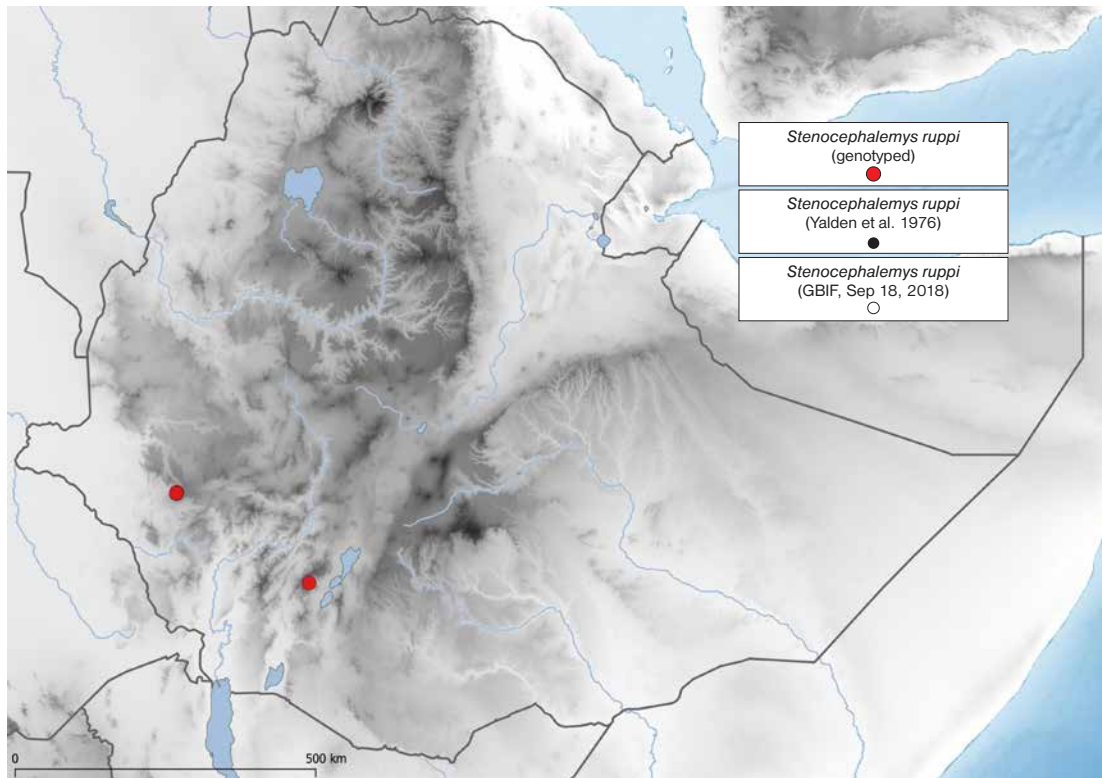 Stenocephalemys ruppi
(genotyped)
Stenocephalemys ruppi
(Yalden et al. 1976)
Stenocephalemys ruppi
(GBIF, Sep 18, 2018)
0
500 km